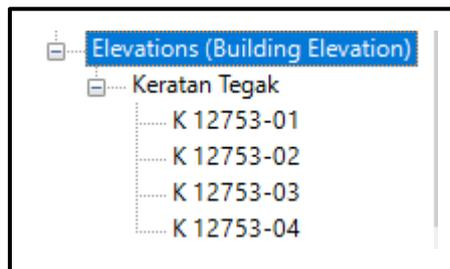 Elevations (Building Elevation)
Keratan Tegak
K 12753-01
K 12753-02
K 12753-03
K 12753-04